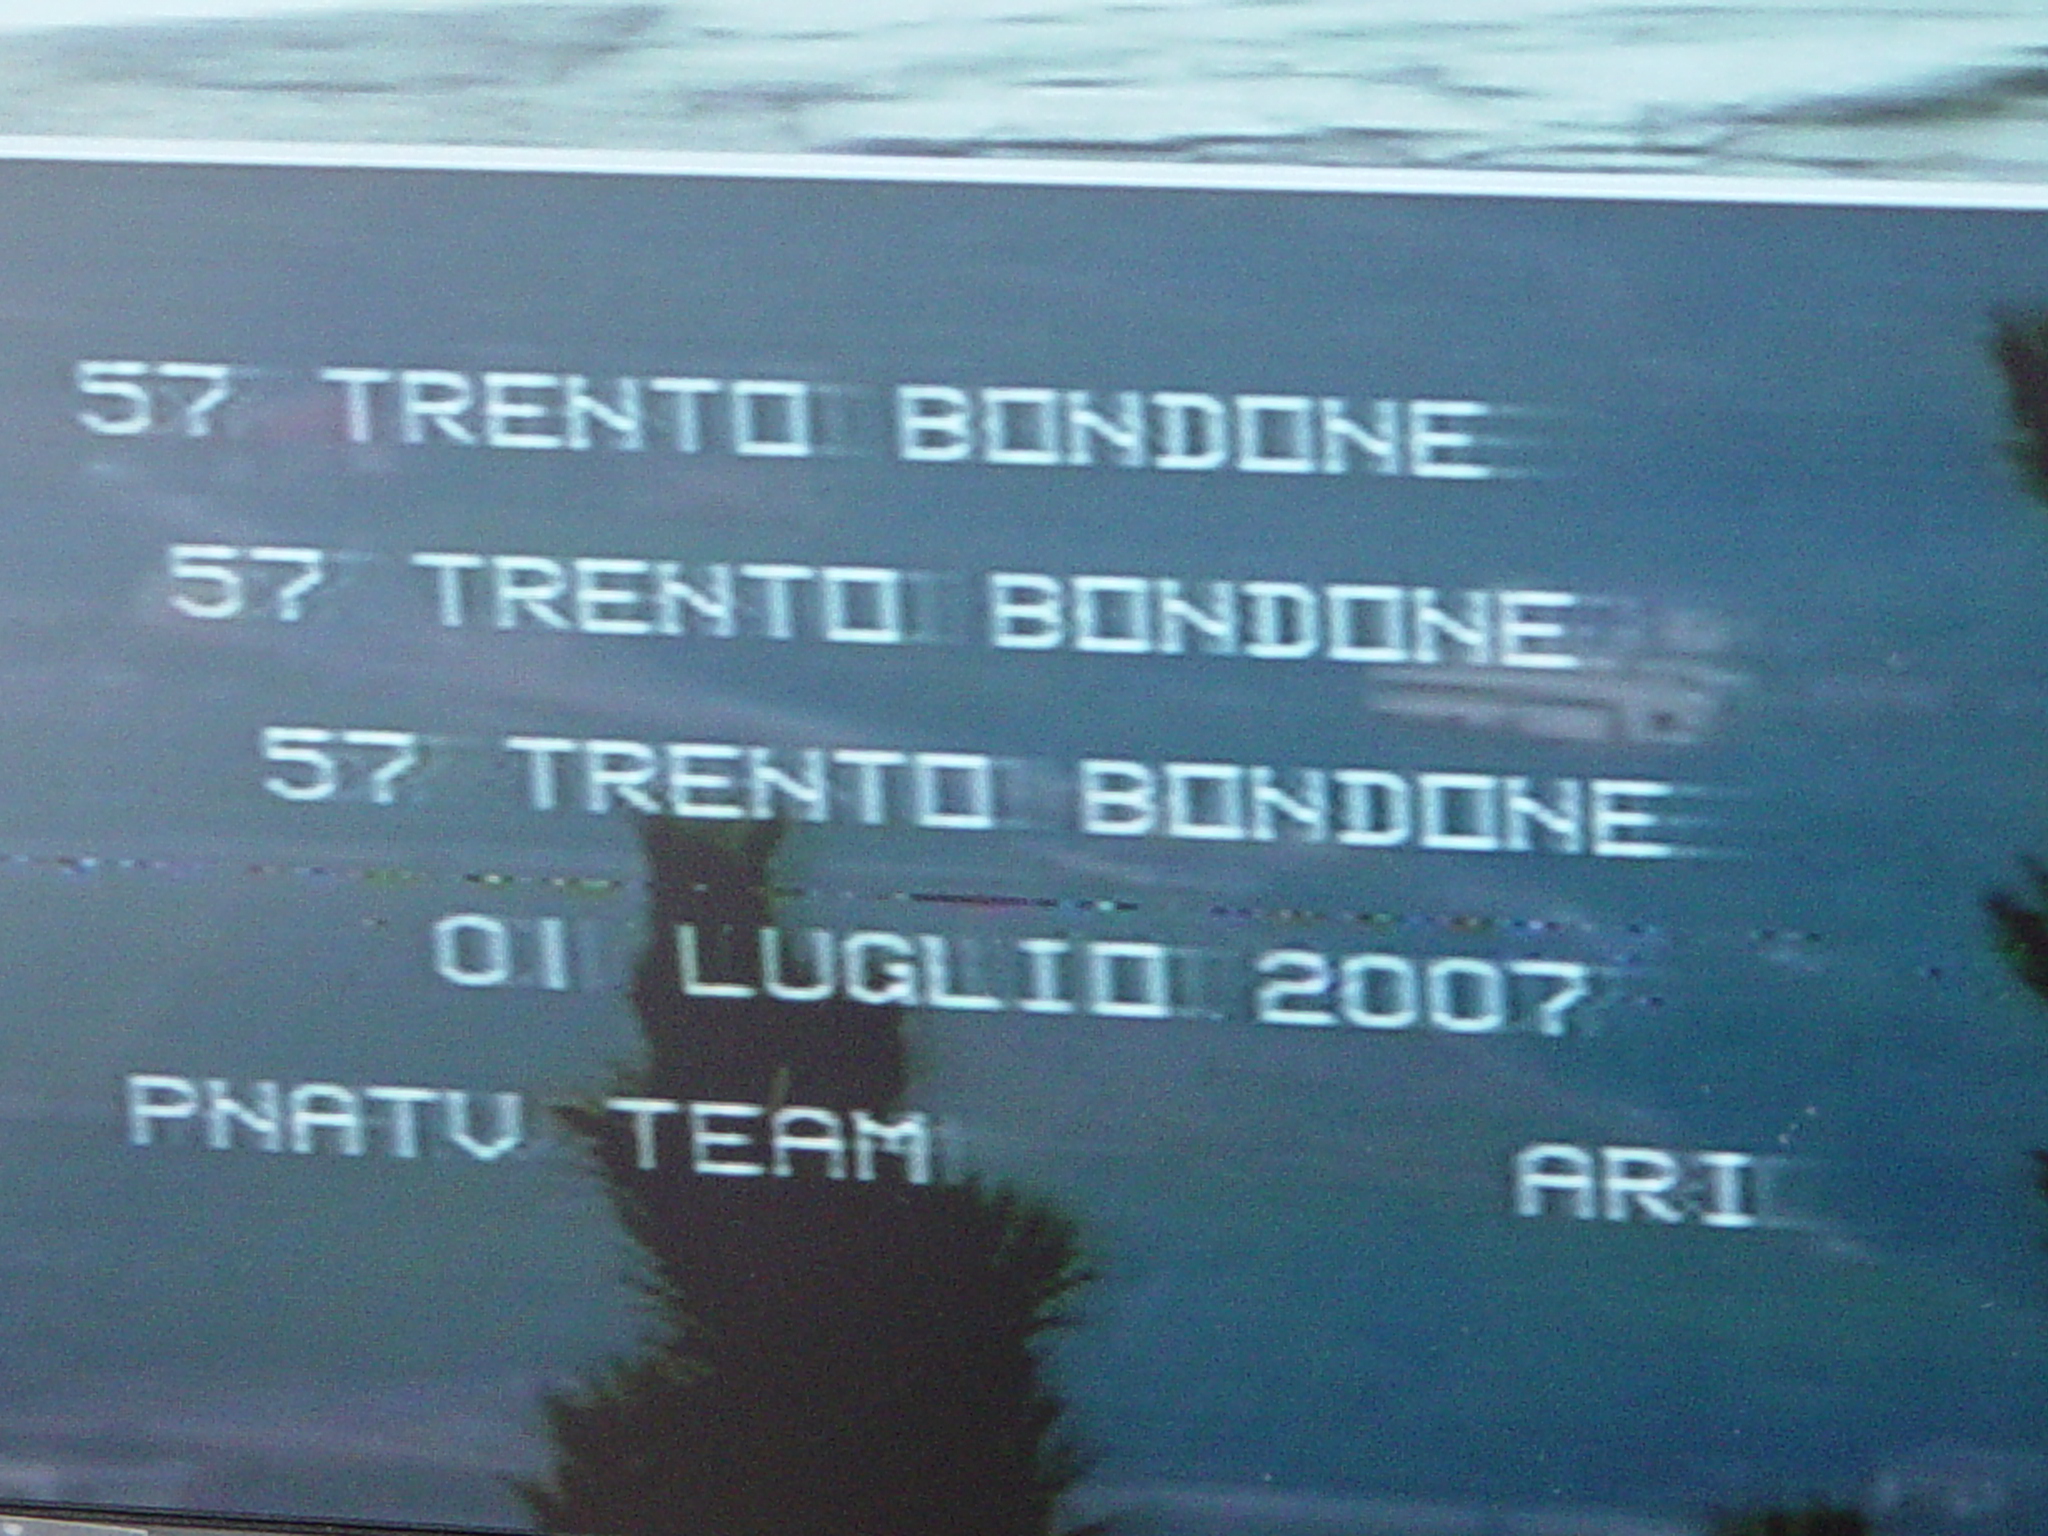 57 TRENTO BONDONE
57 TRENTO BONDONE
57 TRENTO BONDONE
01 LUGLIO 2007
PNATV TEAM ARI